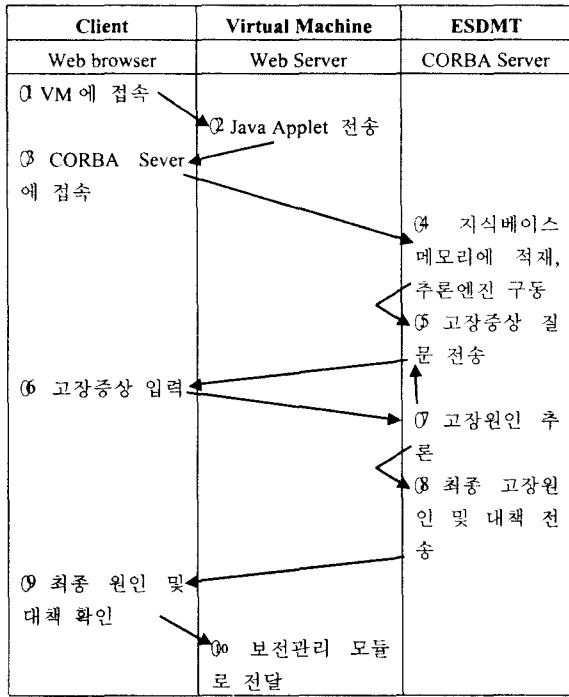 Client Virtual Machine ESDMT
Web browser Web Server CORBA Server
① VM 에 접속
② Java Applet 전송
③ CORBA Sever
에 접속
④ 지식베이스
메모리에 적재,
추론엔진 구동
⑤ 고장증상 질
문 전송
⑥ 고장증상 입력
⑦ 고장원인 추
론
⑧ 최종 고장원
인 및 대책 전
송
⑨ 최종 원인 및
대책 확인
⑩ 보전관리 모듈
로 전달